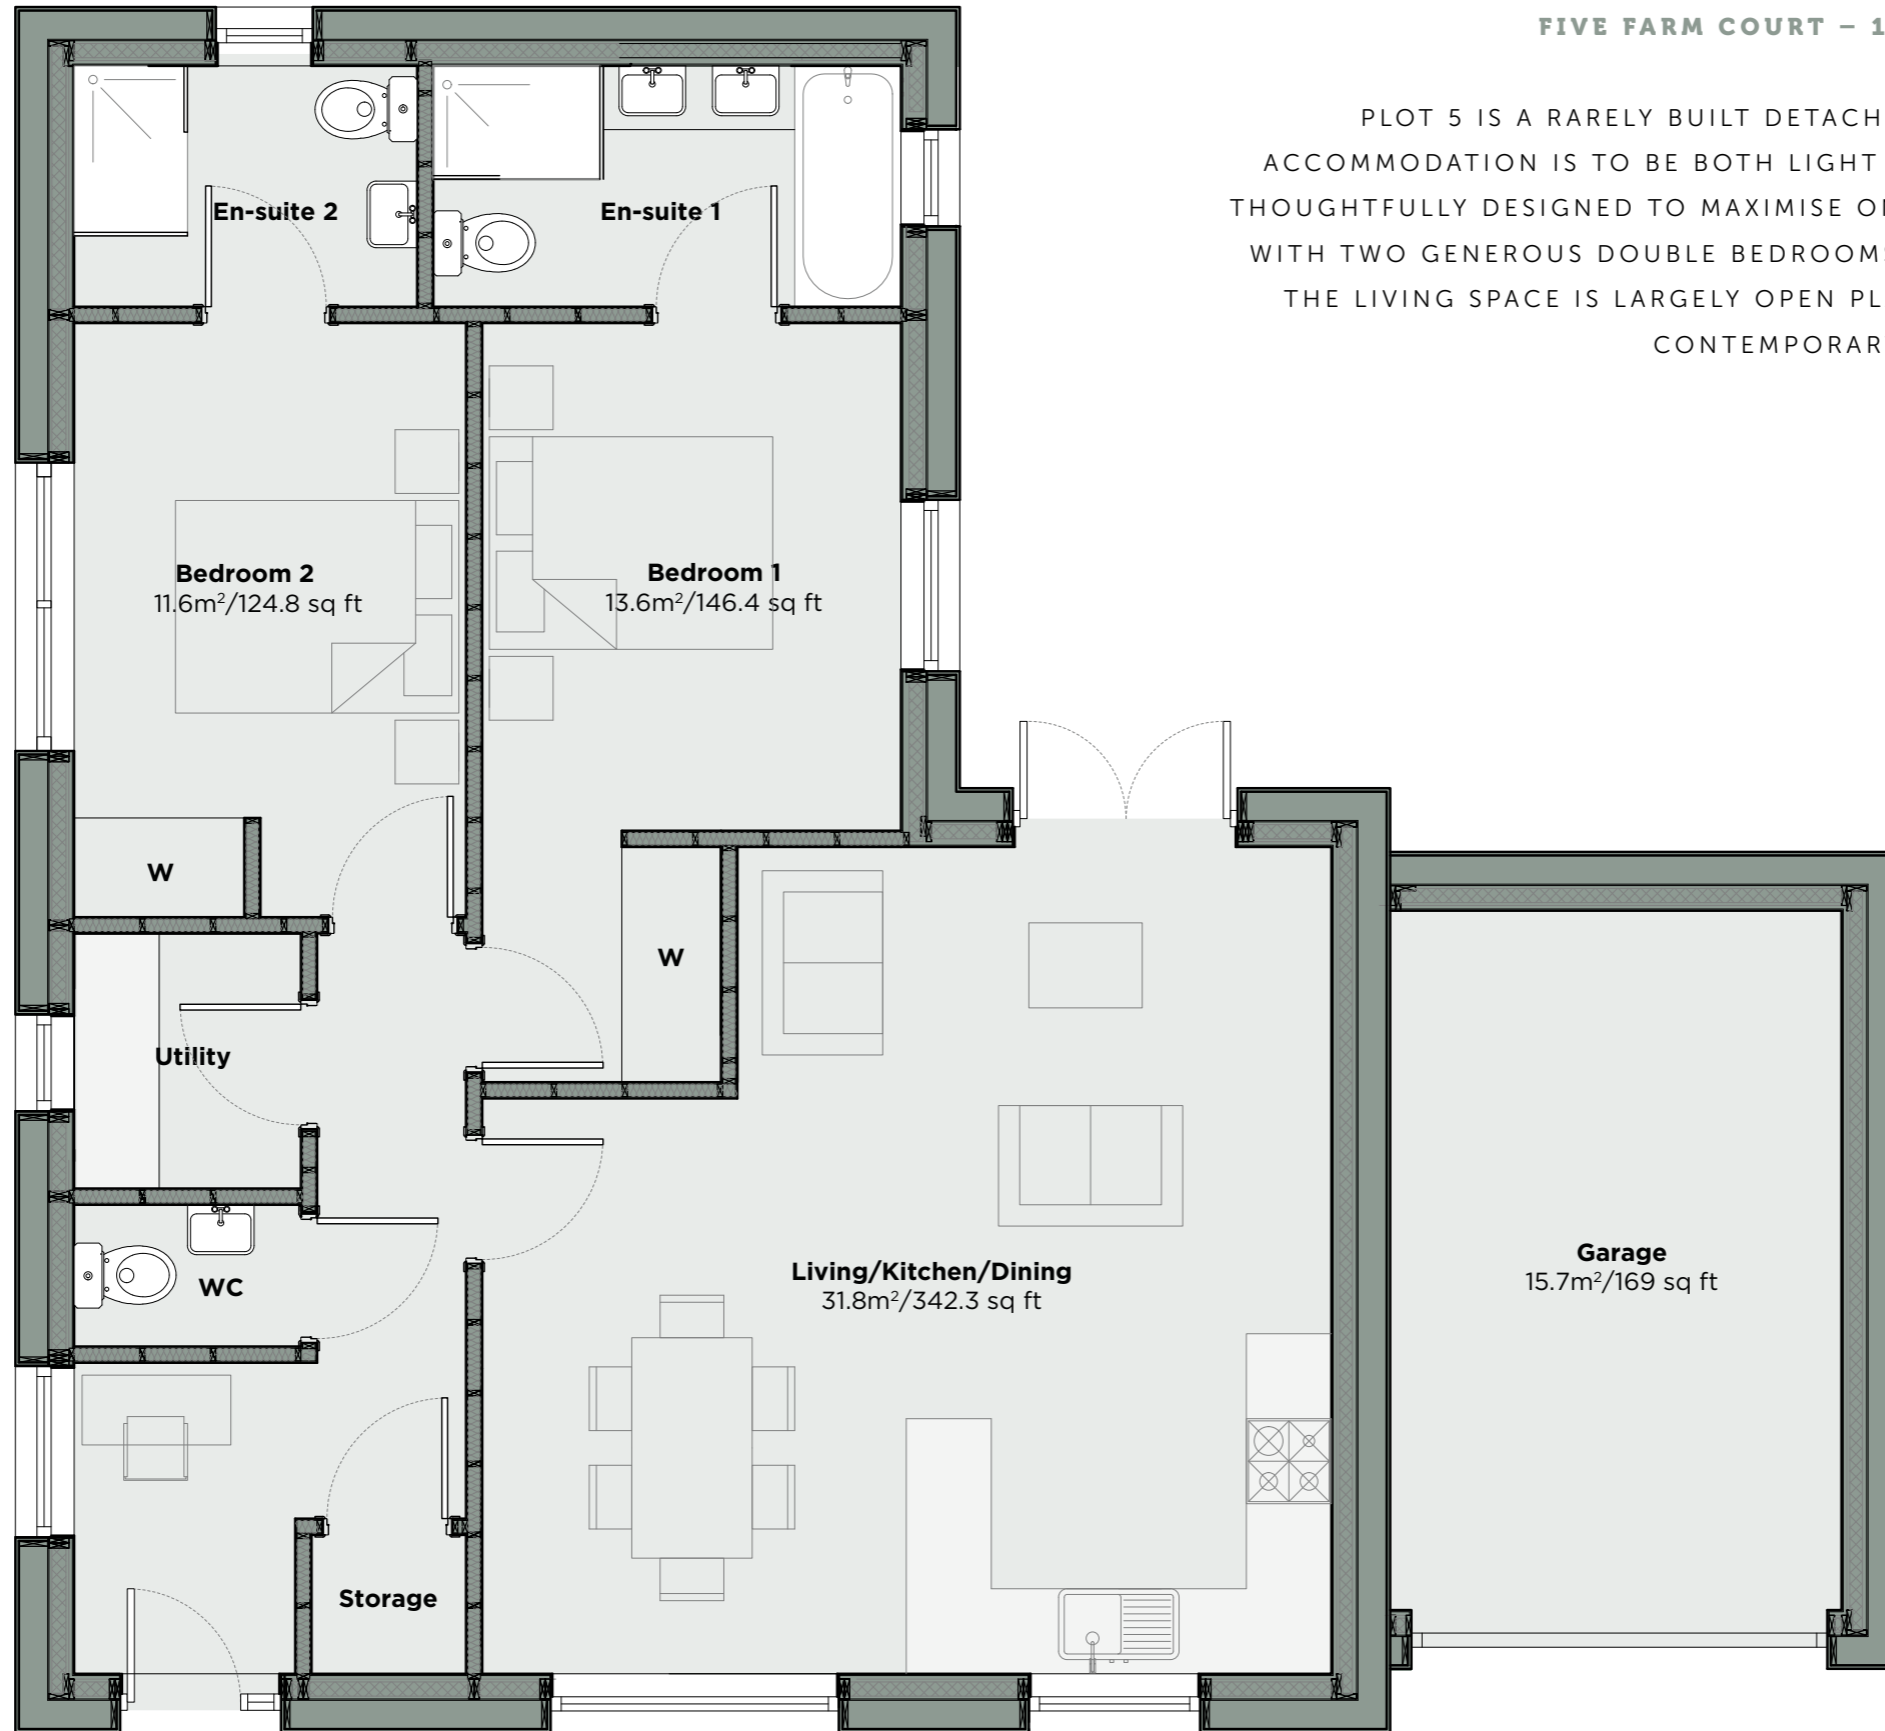 FIVE FARM COURT – 1
PLOT 5 IS A RARELY BUILT DETACH
ACCOMMODATION IS TO BE BOTH LIGHT
THOUGHTFULLY DESIGNED TO MAXIMISE
WITH TWO GENEROUS DOUBLE BEDROOMS
THE LIVING SPACE IS LARGELY OPEN PL
CONTEMPORAR
En-suite 2
En-suite 1
Bedroom 2
11.6m²/124.8 sq ft
Bedroom 1
13.6m²/146.4 sq ft
W
W
Utility
WC
Living/Kitchen/Dining
31.8m²/342.3 sq ft
Garage
15.7m²/169 sq ft
Storage